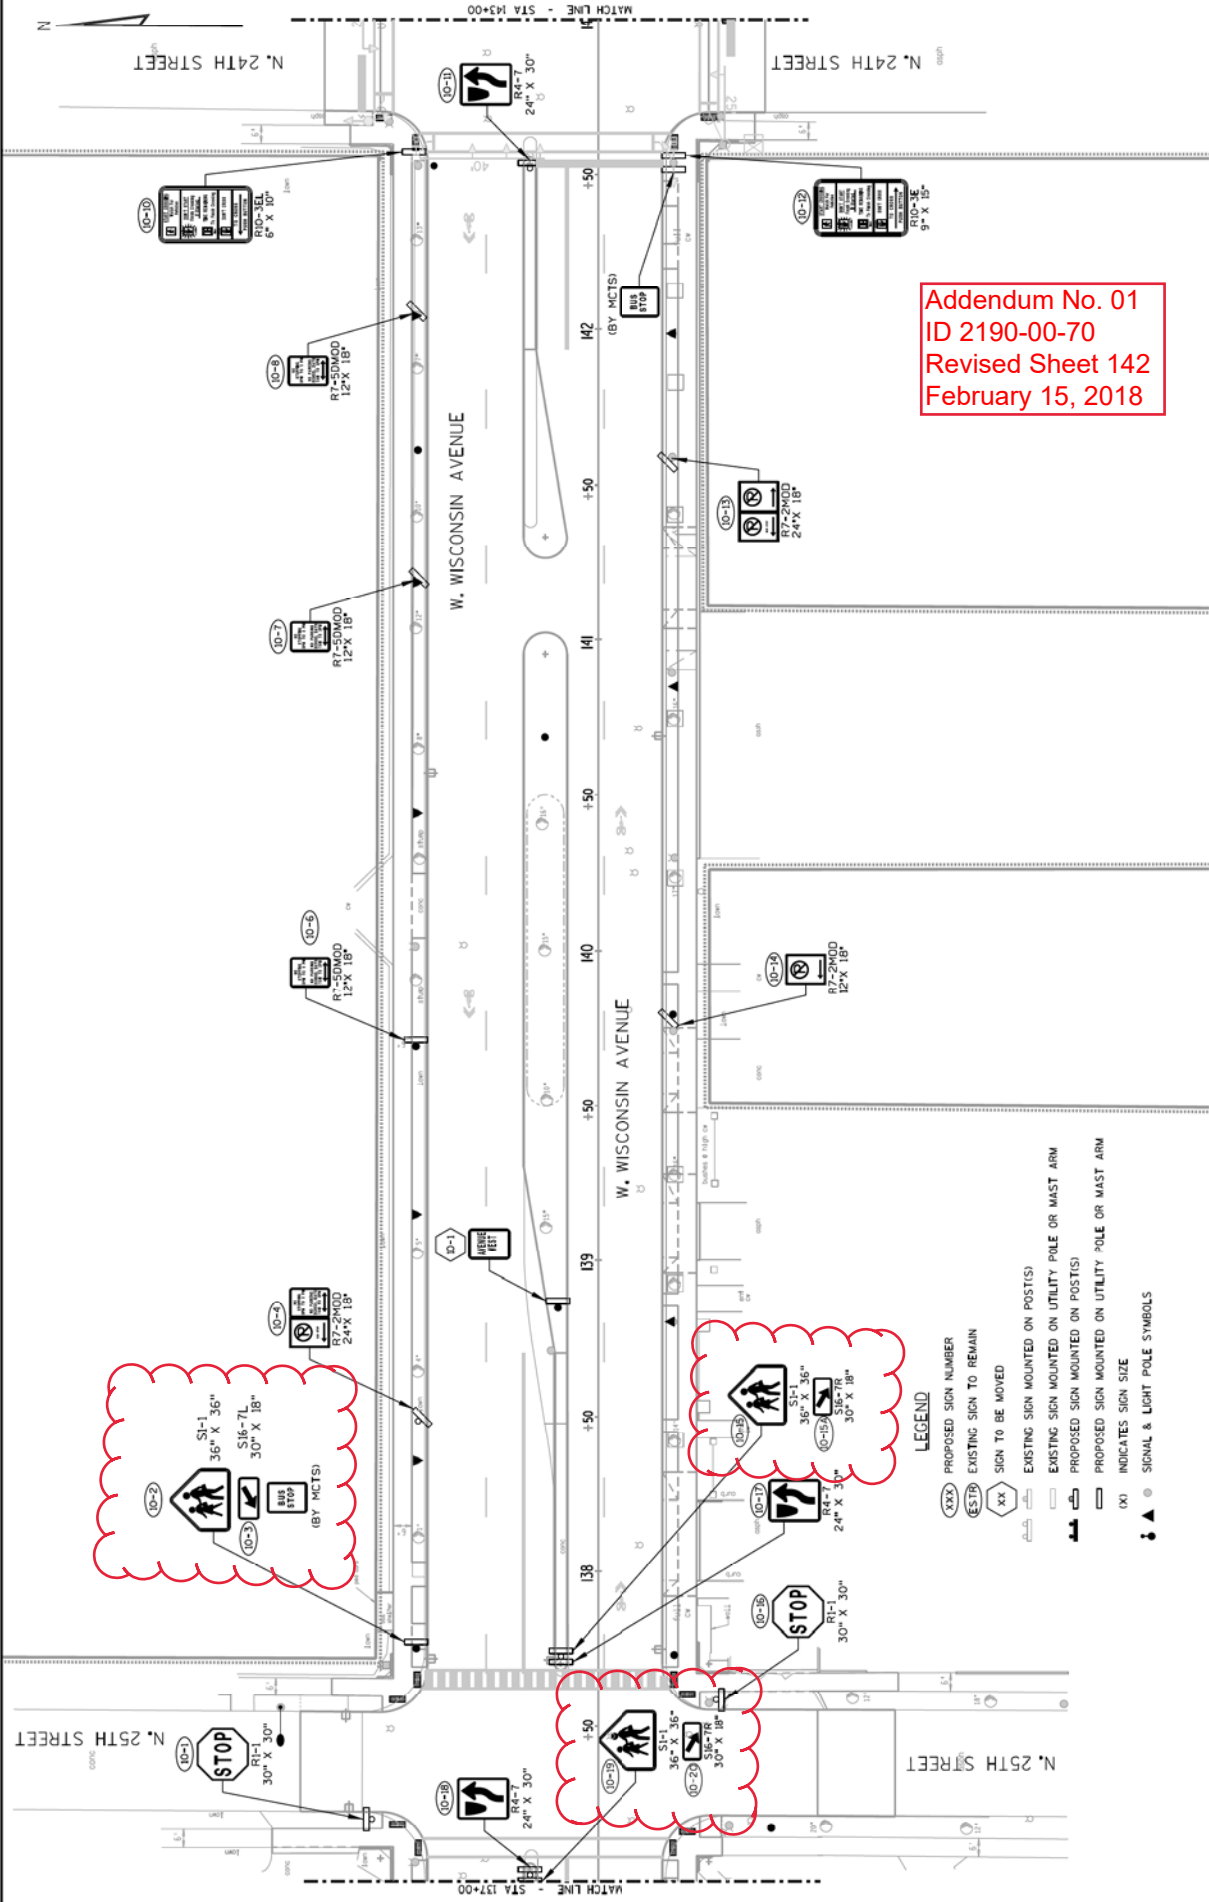 MATCH LINE - STA 143+00
N
N. 24TH STREET
N. 24TH STREET
10-11
R4-7
24" X 30"
10-10
R10-3EL
6" X 10"
10-12
R10-3E
9" X 15"
+50
40'
(BY MCTS)
BUS
STOP
142
Addendum No. 01
ID 2190-00-70
Revised Sheet 142
February 15, 2018
10-8
R7-5DMOD
12"X 18"
W. WISCONSIN AVENUE
+50
10-13
R7-2MOD
24"X 18"
10-7
R7-5DMOD
12"X 18"
141
+50
10-6
R7-5DMOD
12"X 18"
140
10-14
R7-2MOD
12"X 18"
W. WISCONSIN AVENUE
+50
10-1
AVENUE
WEST
139
10-4
R7-2MOD
24"X 18"
+50
10-2
S1-1
36" X 36"
10-3
S16-7L
30" X 18"
BUS
STOP
(BY MCTS)
10-15
S1-1
36" X 36"
10-15A
S16-7R
30" X 18"
10-17
R4-7
24" X 30"
138
10-16
STOP
R1-1
30" X 30"
N. 25TH STREET
N. 25TH STREET
10-1
STOP
R1-1
30" X 30"
+50
10-19
S1-1
36" X 36"
10-20
S16-7R
30" X 18"
10-18
R4-7
24" X 30"
MATCH LINE - STA 137+00
LEGEND
XXX PROPOSED SIGN NUMBER
ESTR EXISTING SIGN TO REMAIN
XX SIGN TO BE MOVED
EXISTING SIGN MOUNTED ON POST(S)
EXISTING SIGN MOUNTED ON UTILITY POLE OR MAST ARM
PROPOSED SIGN MOUNTED ON POST(S)
PROPOSED SIGN MOUNTED ON UTILITY POLE OR MAST ARM
(X) INDICATES SIGN SIZE
SIGNAL & LIGHT POLE SYMBOLS